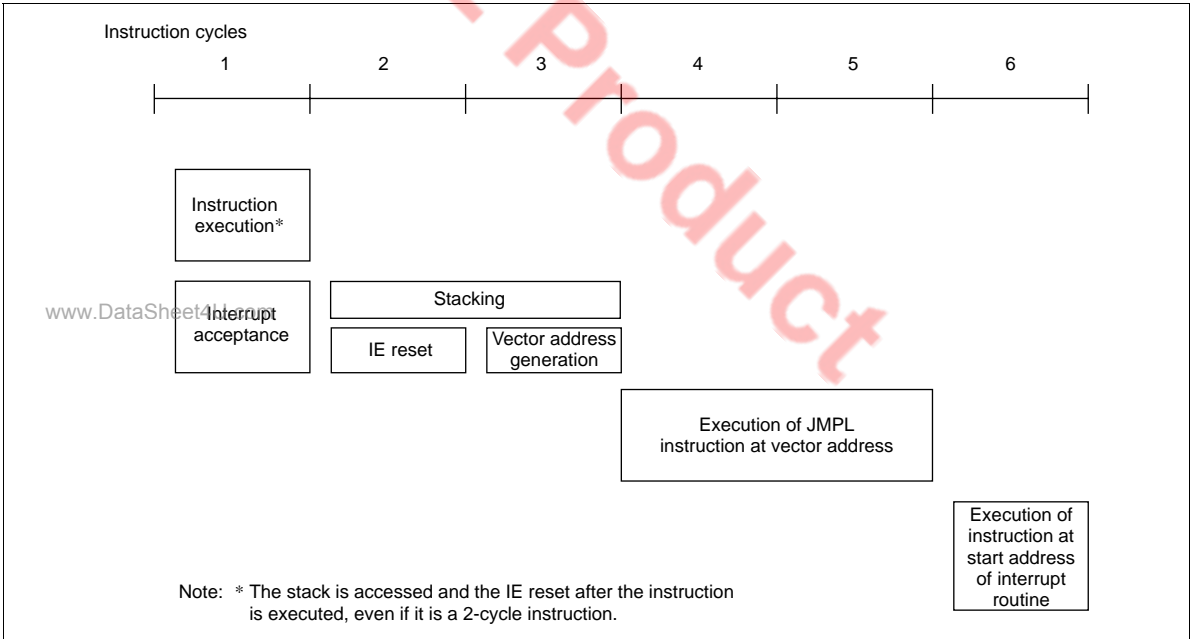 Instruction cycles
1 2 3 4 5 6
Instruction
execution*
Interrupt
acceptance
Stacking
IE reset
Vector address
generation
Execution of JMPL
instruction at vector address
Execution of
instruction at
start address
of interrupt
routine
Note: * The stack is accessed and the IE reset after the instruction
is executed, even if it is a 2-cycle instruction.
www.DataSheet4U.com
Product